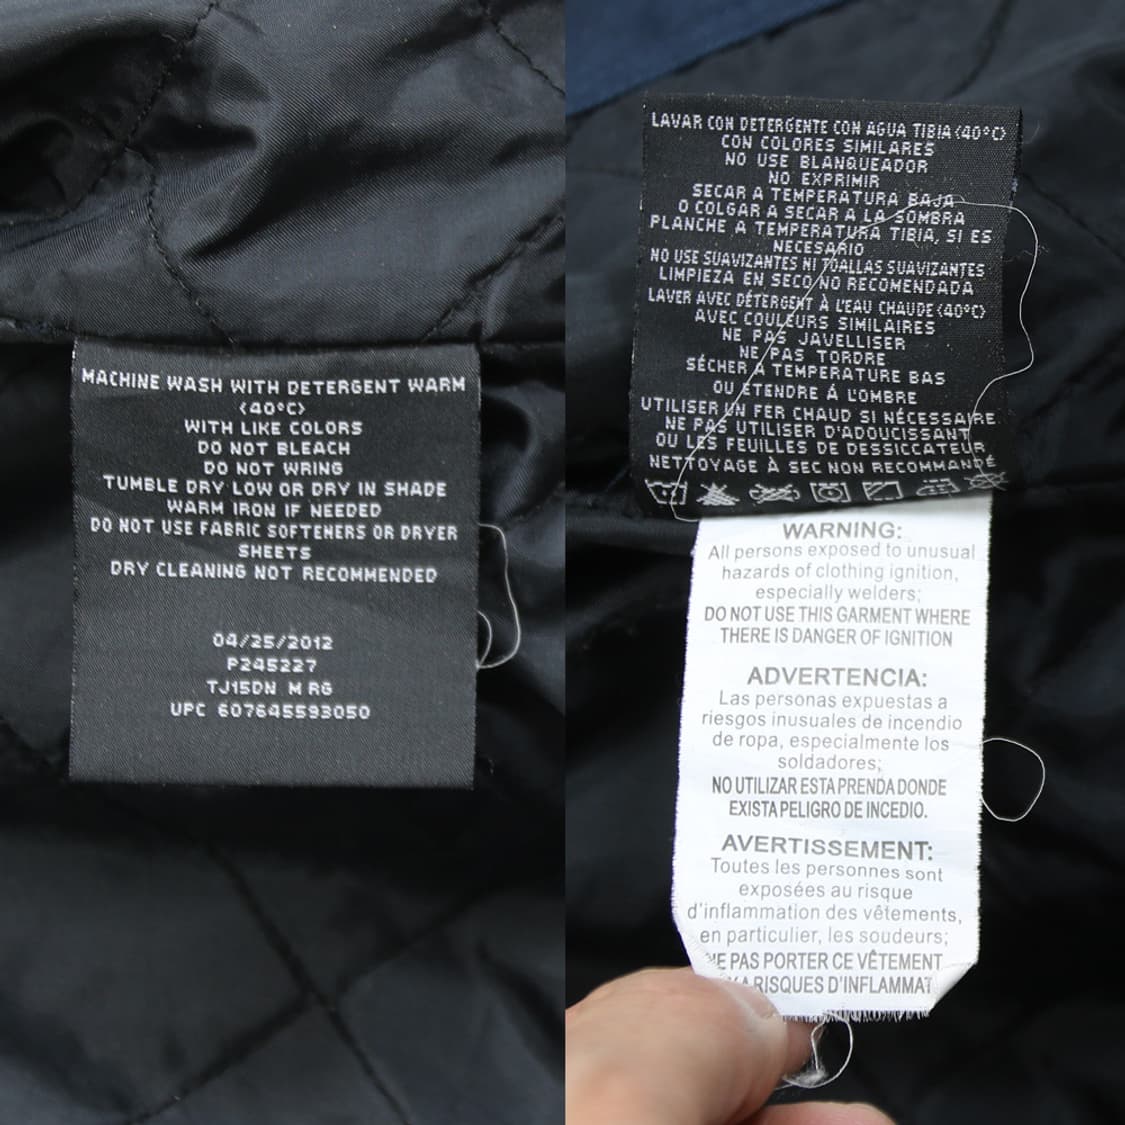 MACHINE WASH WITH DETERGENT WARM
(40°C)
WITH LIKE COLORS
DO NOT BLEACH
DO NOT WRING
TUMBLE DRY LOW OR DRY IN SHADE
WARM IRON IF NEEDED
DO NOT USE FABRIC SOFTENERS OR DRYER
SHEETS
DRY CLEANING NOT RECOMMENDED
04/25/2012
P245227
TJ15DN M RG
UPC 607645593050
LAVAR CON DETERGENTE CON AGUA TIBIA (40°C)
CON COLORES SIMILARES
NO USE BLANQUEADOR
NO EXPRIMIR
SECAR A TEMPERATURA BAJA
O COLGAR A SECAR A LA SOMBRA
PLANCHE A TEMPERATURA TIBIA, SI ES
NECESARIO
NO USE SUAVIZANTES NI TOALLAS SUAVIZANTES
LIMPIEZA EN SECO NO RECOMENDADA
LAVER AVEC DÉTERGENT À L'EAU CHAUDE (40°C)
AVEC COULEURS SIMILAIRES
NE PAS JAVELLISER
NE PAS TORDRE
SÉCHER A TEMPERATURE BAS
OU ETENDRE Á L'OMBRE
UTILISER UN FER CHAUD SI NÉCESSAIRE
NE PAS UTILISER D'ADOUCISSANT
OU LES FEUILLES DE DESSICCATEUR
NETTOYAGE À SEC NON RECOMMANDÉ
WARNING:
All persons exposed to unusual
hazards of clothing ignition,
especially welders;
DO NOT USE THIS GARMENT WHERE
THERE IS DANGER OF IGNITION
ADVERTENCIA:
Las personas expuestas a
riesgos inusuales de incendio
de ropa, especialmente los
soldadores;
NO UTILIZAR ESTA PRENDA DONDE
EXISTA PELIGRO DE INCEDIO.
AVERTISSEMENT:
Toutes les personnes sont
exposées au risque
d'inflammation des vêtements,
en particulier, les soudeurs;
NE PAS PORTER CE VÊTEMENT
RISQUES D'INFLAMMAT